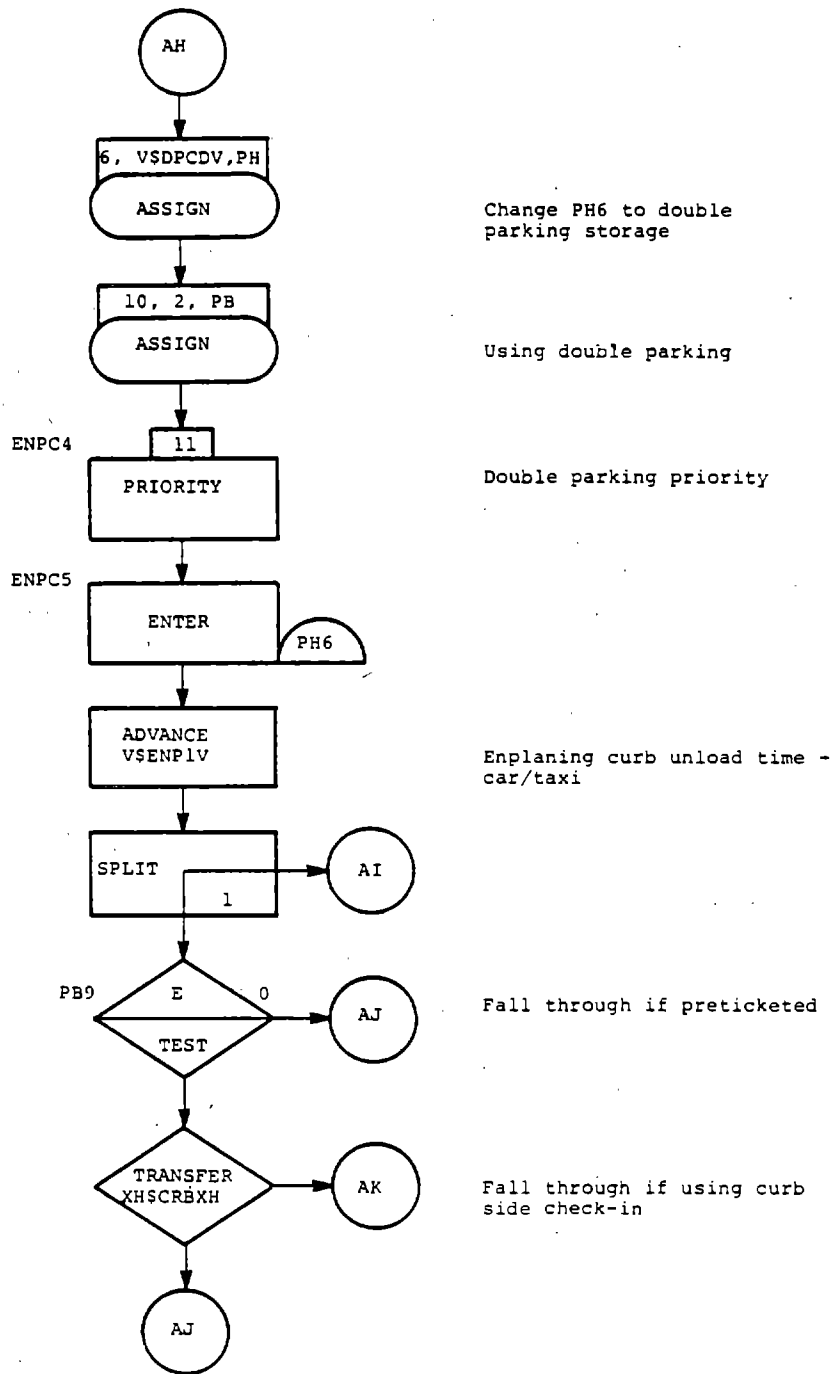 AH
6, V$DPCDV,PH
ASSIGN
Change PH6 to double
parking storage
10, 2, PB
ASSIGN
Using double parking
ENPC4
11
PRIORITY
Double parking priority
ENPC5
ENTER
PH6
ADVANCE
V$ENP1V
Enplaning curb unload time -
car/taxi
SPLIT
1
AI
PB9
E
0
TEST
AJ
Fall through if preticketed
TRANSFER
XH$CRBXH
AK
Fall through if using curb
side check-in
AJ